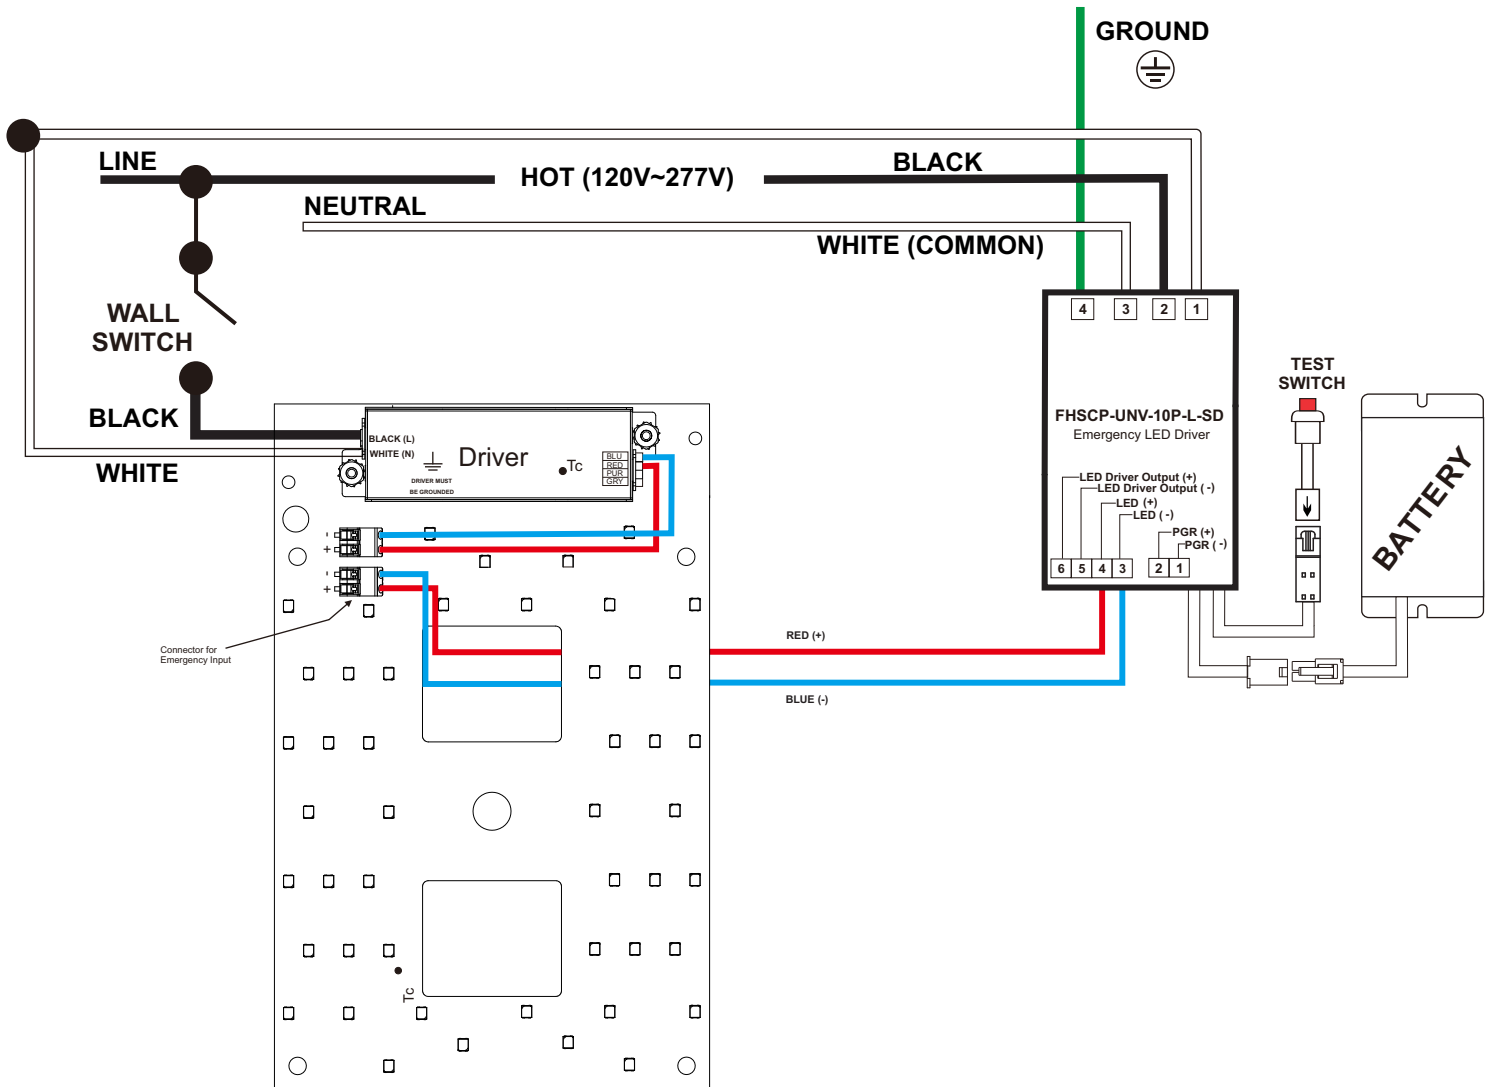 GROUND
LINE
HOT (120V~277V)
BLACK
NEUTRAL
WHITE (COMMON)
WALL
SWITCH
4
3
2
1
TEST
SWITCH
BLACK
WHITE
BLACK (L)
WHITE (N)
Driver
DRIVER MUST
BE GROUNDED
Tc
BLU
RED
PUR
GRY
FHSCP-UNV-10P-L-SD
Emergency LED Driver
LED Driver Output (+)
LED Driver Output ( -)
LED (+)
LED ( -)
PGR (+)
PGR ( -)
6
5
4
3
2
1
BATTERY
-
+
-
+
Connector for
Emergency Input
RED (+)
BLUE (-)
Tc